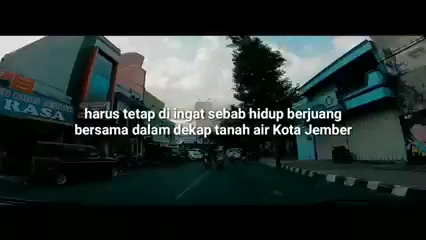 RASA
harus tetap di ingat sebab hidup berjuang
bersama dalam dekap tanah air Kota Jember